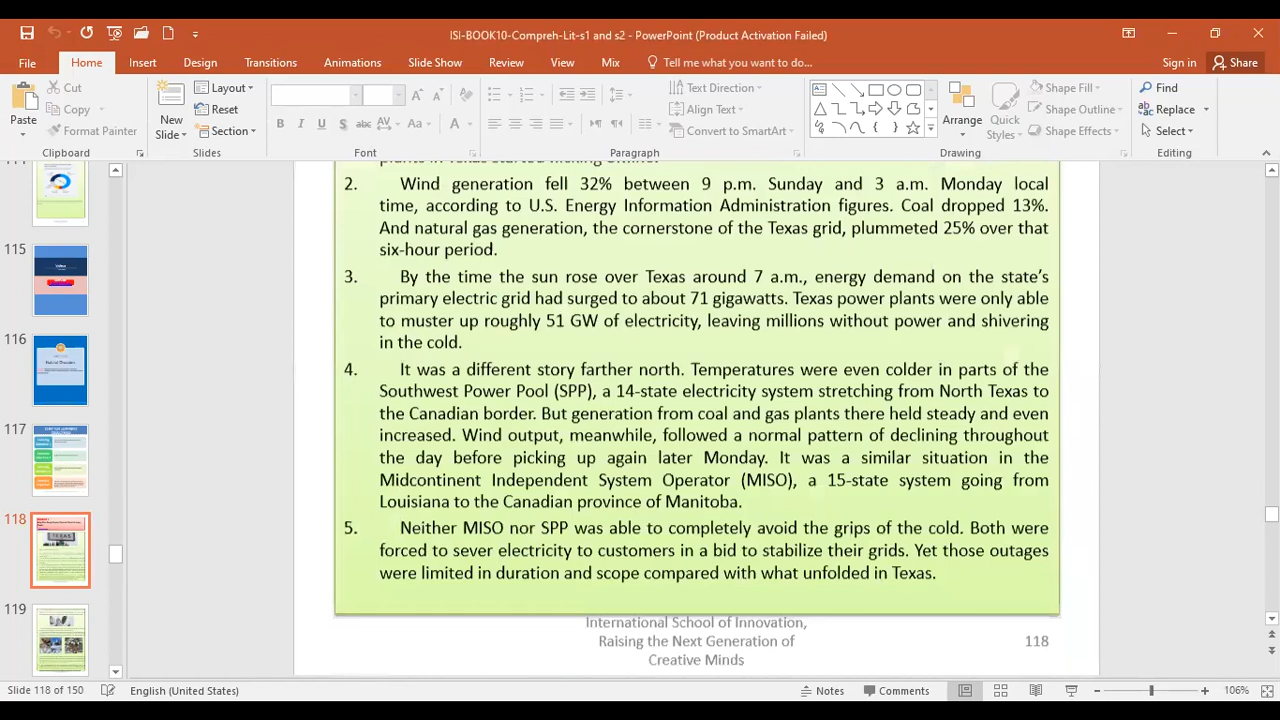 ISI-BOOK10-Compreh-Lit-s1 and s2 - PowerPoint (Product Activation Failed)
File Home Insert Design Transitions Animations Slide Show Review View Mix Tell me what you want to do... Sign in Share
Paste Cut Copy Format Painter New Slide Layout Reset Section Text Direction Align Text Convert to SmartArt Arrange Quick Styles Shape Fill Shape Outline Shape Effects Find Replace Select
Clipboard Slides Font Paragraph Drawing Editing
2. Wind generation fell 32% between 9 p.m. Sunday and 3 a.m. Monday local
time, according to U.S. Energy Information Administration figures. Coal dropped 13%.
And natural gas generation, the cornerstone of the Texas grid, plummeted 25% over that
six-hour period.
3. By the time the sun rose over Texas around 7 a.m., energy demand on the state's
primary electric grid had surged to about 71 gigawatts. Texas power plants were only able
to muster up roughly 51 GW of electricity, leaving millions without power and shivering
in the cold.
4. It was a different story farther north. Temperatures were even colder in parts of the
Southwest Power Pool (SPP), a 14-state electricity system stretching from North Texas to
the Canadian border. But generation from coal and gas plants there held steady and even
increased. Wind output, meanwhile, followed a normal pattern of declining throughout
the day before picking up again later Monday. It was a similar situation in the
Midcontinent Independent System Operator (MISO), a 15-state system going from
Louisiana to the Canadian province of Manitoba.
5. Neither MISO nor SPP was able to completely avoid the grips of the cold. Both were
forced to sever electricity to customers in a bid to stabilize their grids. Yet those outages
were limited in duration and scope compared with what unfolded in Texas.
International School of Innovation,
Raising the Next Generation of
Creative Minds
118
115
116
117
118
TEXAS
119
Slide 118 of 150 English (United States) Notes Comments 106%